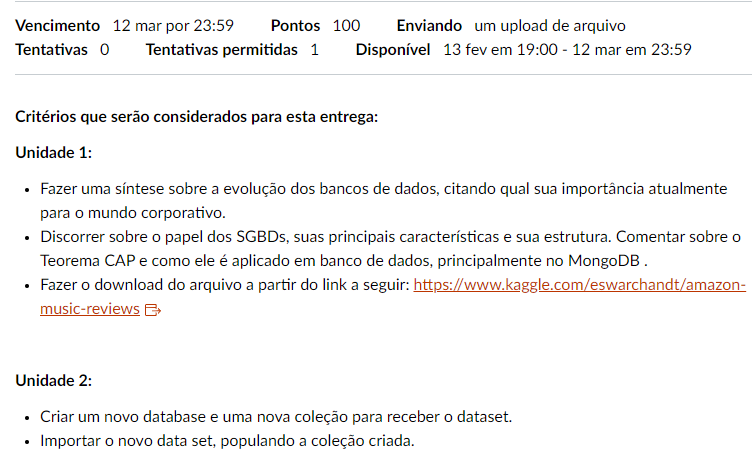 Vencimento 12 mar por 23:59 Pontos 100 Enviando um upload de arquivo
Tentativas 0 Tentativas permitidas 1 Disponível 13 fev em 19:00 - 12 mar em 23:59
Critérios que serão considerados para esta entrega:
Unidade 1:
• Fazer uma síntese sobre a evolução dos bancos de dados, citando qual sua importância atualmente
para o mundo corporativo.
• Discorrer sobre o papel dos SGBDs, suas principais características e sua estrutura. Comentar sobre o
Teorema CAP e como ele é aplicado em banco de dados, principalmente no MongoDB .
• Fazer o download do arquivo a partir do link a seguir: https://www.kaggle.com/eswarchandt/amazon-
music-reviews
Unidade 2:
• Criar um novo database e uma nova coleção para receber o dataset.
• Importar o novo data set, populando a coleção criada.